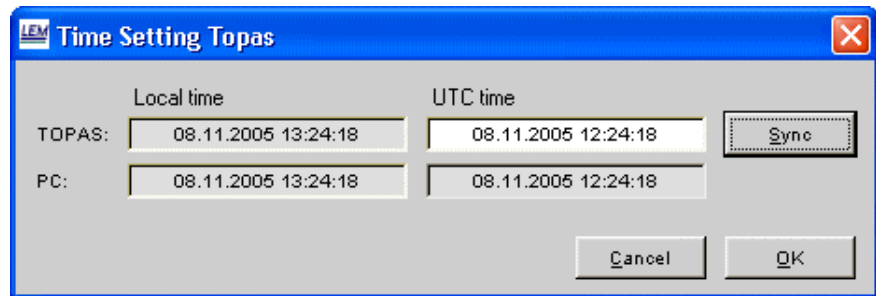 LEM Time Setting Topas
Local time UTC time
TOPAS: 08.11.2005 13:24:18 08.11.2005 12:24:18 Sync
PC: 08.11.2005 13:24:18 08.11.2005 12:24:18
Cancel OK